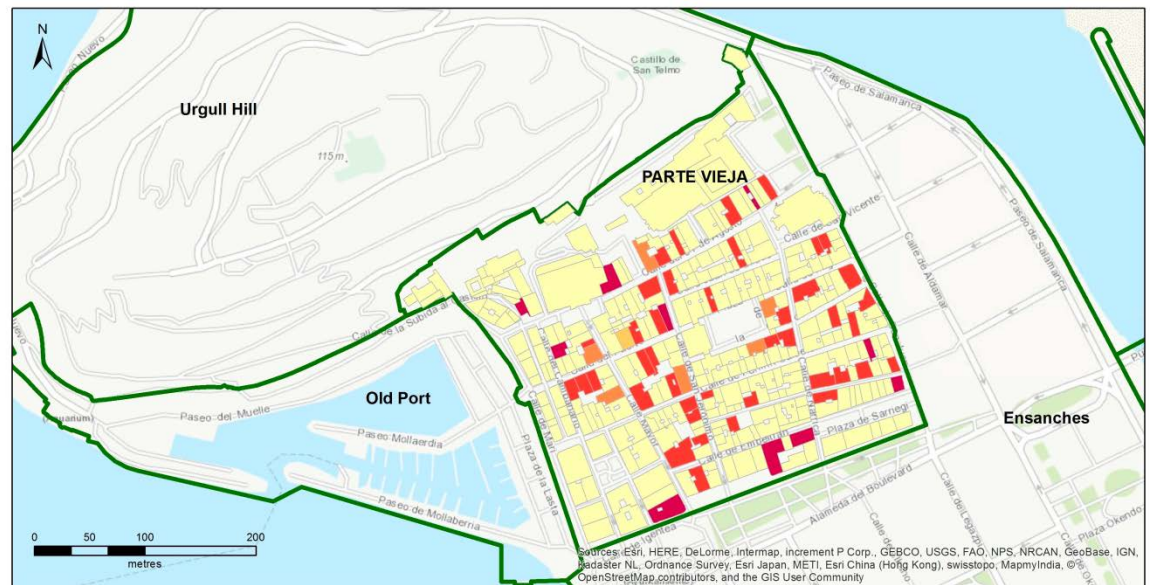 N
Castillo de
San Telmo
Paseo de Salamanca
Urgull Hill
115m
PARTE VIEJA
Calle de Aldamar
Paseo de Salamanca
Calle de la Subida al
Old Port
Paseo del Muelle
Paseo Mollaerdia
Calle de Mari
Calle Mayor
Plaza de Sarriegi
Ensanches
Calle de Embeltran
Plaza de la Lasta
Paseo de Mollaberria
Alameda del Boulevard
Calle de Legazpi
Plaza Okendo
0 50 100 200
metres
Sources: Esri, HERE, DeLorme, Intermap, increment P Corp., GEBCO, USGS, FAO, NPS, NRCAN, GeoBase, IGN,
Kadaster NL, Ordnance Survey, Esri Japan, METI, Esri China (Hong Kong), swisstopo, MapmyIndia, ©
OpenStreetMap contributors, and the GIS User Community